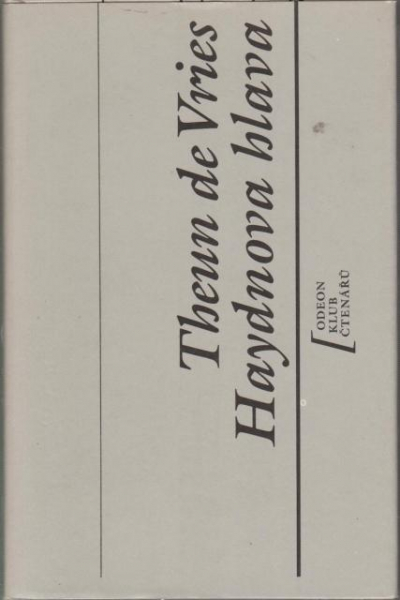 Theun de Vries
Haydnova hlava
ODEON
KLUB
ČTENÁŘŮ